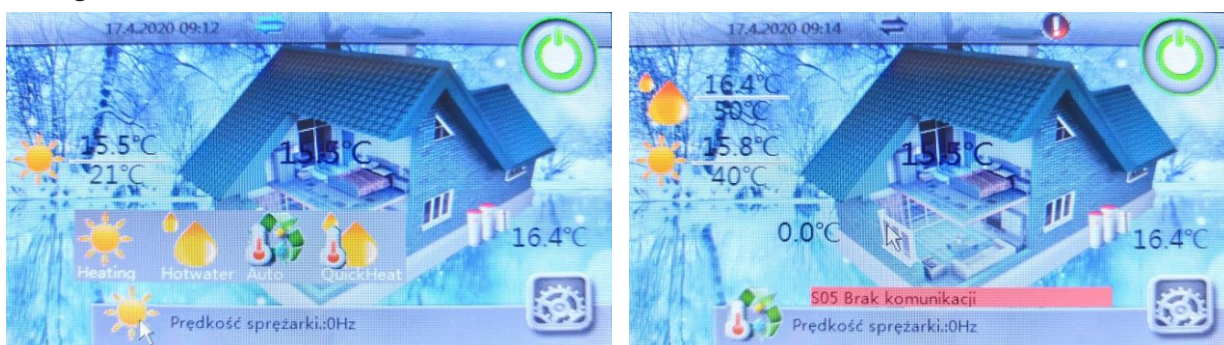 17.4.2020 09:12
15.5°C
21°C
15.5°C
16.4°C
Heating Hotwater Auto QuickHeat
Prędkość sprężarki.:0Hz
17.4.2020 09:14
16.4°C
50°C
15.8°C
40°C
15.5°C
0.0°C
16.4°C
S05 Brak komunikacji
Prędkość sprężarki.:0Hz